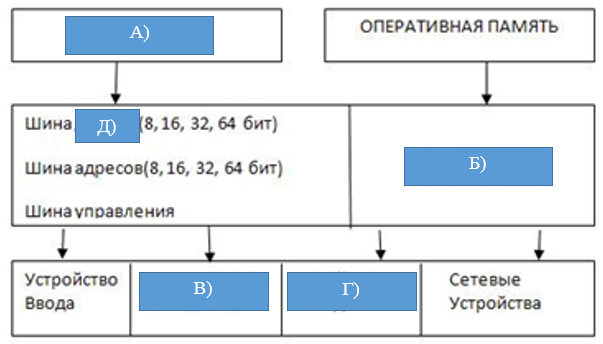 А)
ОПЕРАТИВНАЯ ПАМЯТЬ
Шина Д) (8, 16, 32, 64 бит)
Шина адресов(8, 16, 32, 64 бит)
Шина управления
Б)
Устройство
Ввода
В)
Г)
Сетевые
Устройства